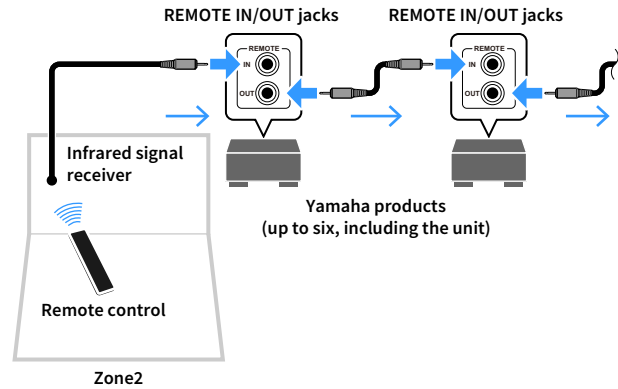 REMOTE IN/OUT jacks
REMOTE IN/OUT jacks
REMOTE
IN
OUT
REMOTE
IN
OUT
Infrared signal
receiver
Yamaha products
(up to six, including the unit)
Remote control
Zone2